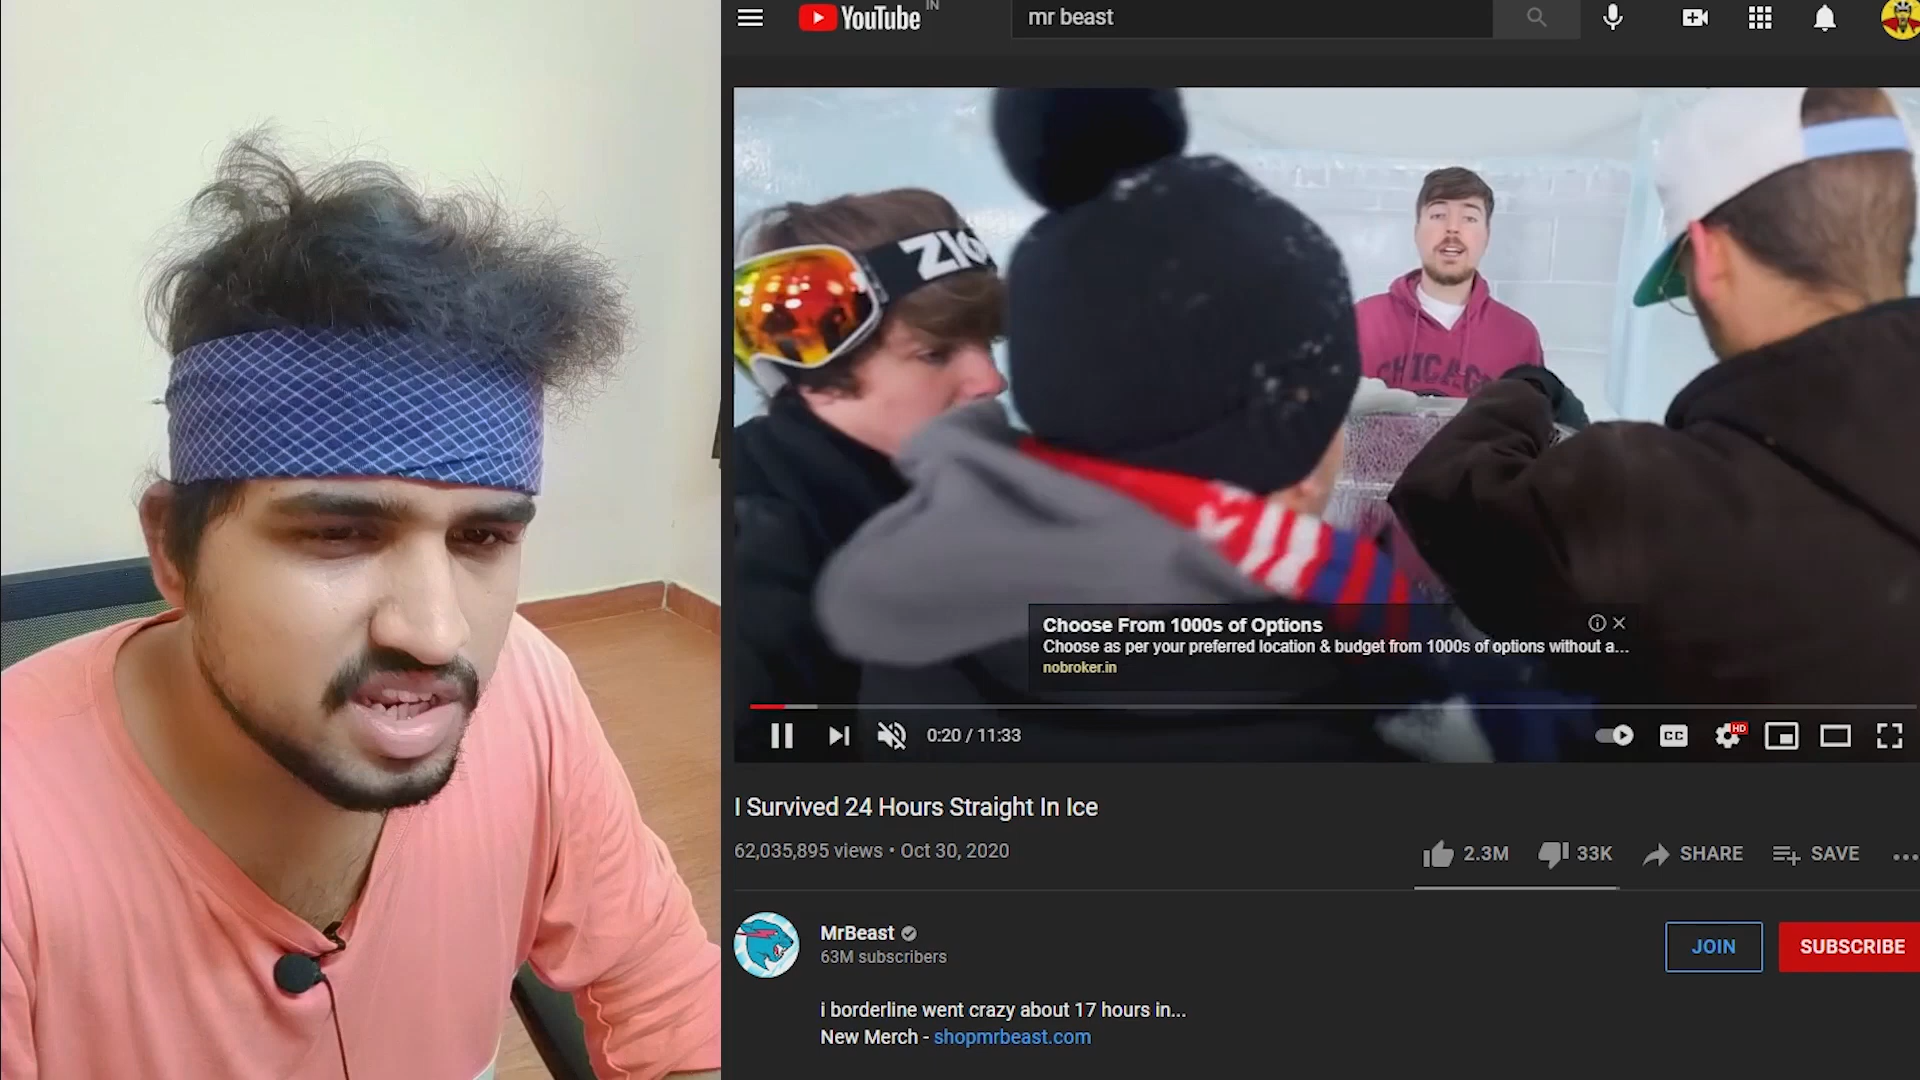 YouTube IN
mr beast
ZIO
CHICAG
Choose From 1000s of Options
Choose as per your preferred location & budget from 1000s of options without a...
nobroker.in
0:20 / 11:33
CC
HD
I Survived 24 Hours Straight In Ice
62,035,895 views • Oct 30, 2020
2.3M
33K
SHARE
SAVE
MrBeast
63M subscribers
JOIN
SUBSCRIBE
i borderline went crazy about 17 hours in...
New Merch - shopmrbeast.com